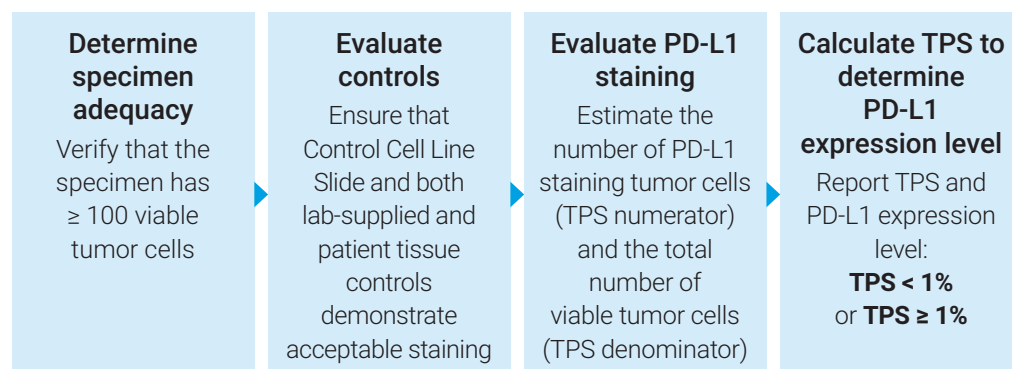 Determine
specimen
adequacy
Verify that the
specimen has
≥ 100 viable
tumor cells
Evaluate
controls
Ensure that
Control Cell Line
Slide and both
lab-supplied and
patient tissue
controls
demonstrate
acceptable staining
Evaluate PD-L1
staining
Estimate the
number of PD-L1
staining tumor cells
(TPS numerator)
and the total
number of
viable tumor cells
(TPS denominator)
Calculate TPS to
determine
PD-L1
expression level
Report TPS and
PD-L1 expression
level:
TPS < 1%
or TPS ≥ 1%